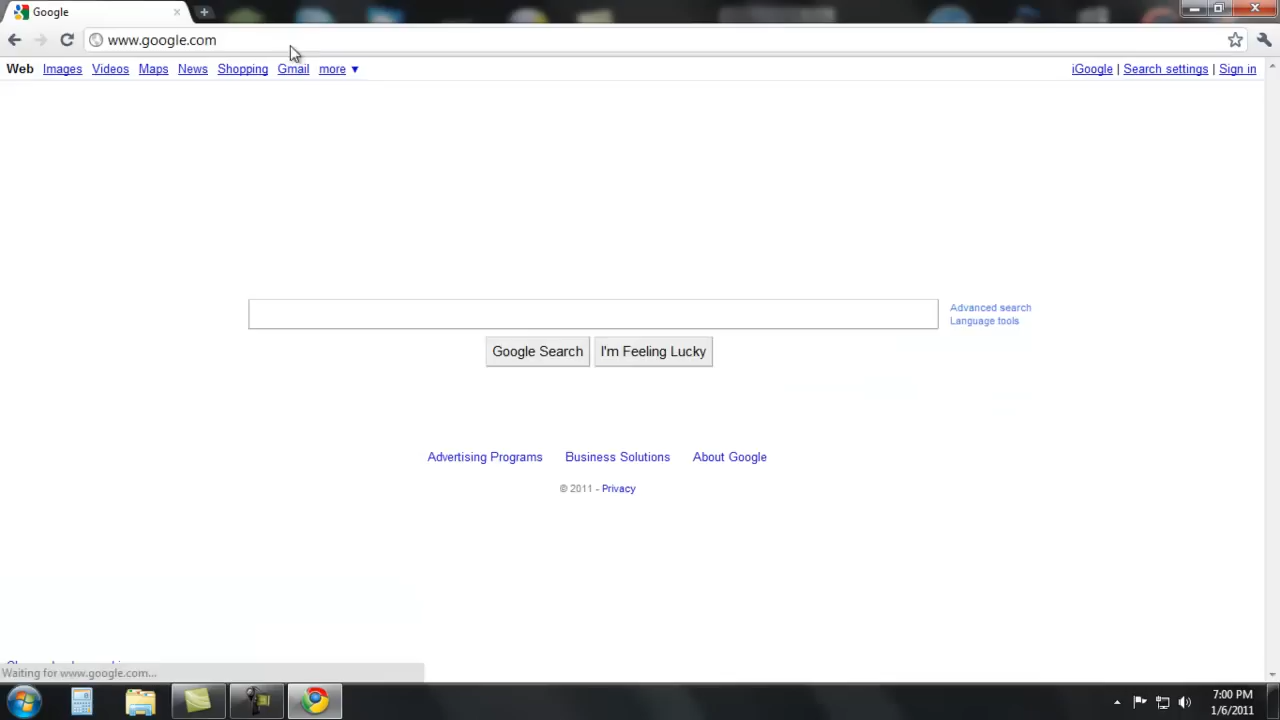 Google
www.google.com
Web Images Videos Maps News Shopping Gmail more ▼
iGoogle | Search settings | Sign in
Advanced search
Language tools
Google Search I'm Feeling Lucky
Advertising Programs Business Solutions About Google
© 2011 - Privacy
Waiting for www.google.com...
7:00 PM
1/6/2011